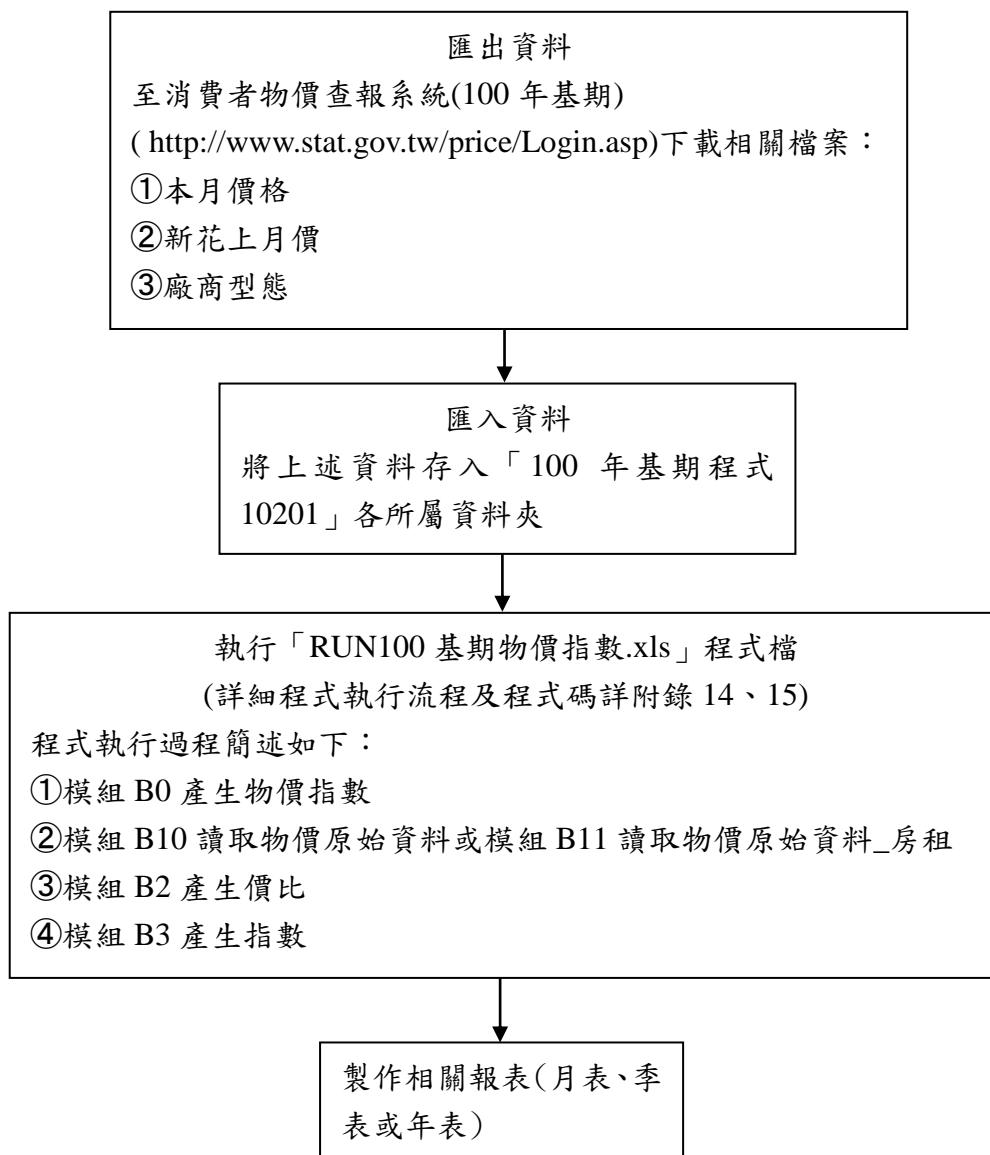 匯出資料
至消費者物價查報系統(100 年基期)
( http://www.stat.gov.tw/price/Login.asp)下載相關檔案：
①本月價格
②新花上月價
③廠商型態
匯入資料
將上述資料存入「100 年基期程式
10201」各所屬資料夾
執行「RUN100 基期物價指數.xls」程式檔
(詳細程式執行流程及程式碼詳附錄 14、15)
程式執行過程簡述如下：
①模組 B0 產生物價指數
②模組 B10 讀取物價原始資料或模組 B11 讀取物價原始資料_房租
③模組 B2 產生價比
④模組 B3 產生指數
製作相關報表(月表、季
表或年表)